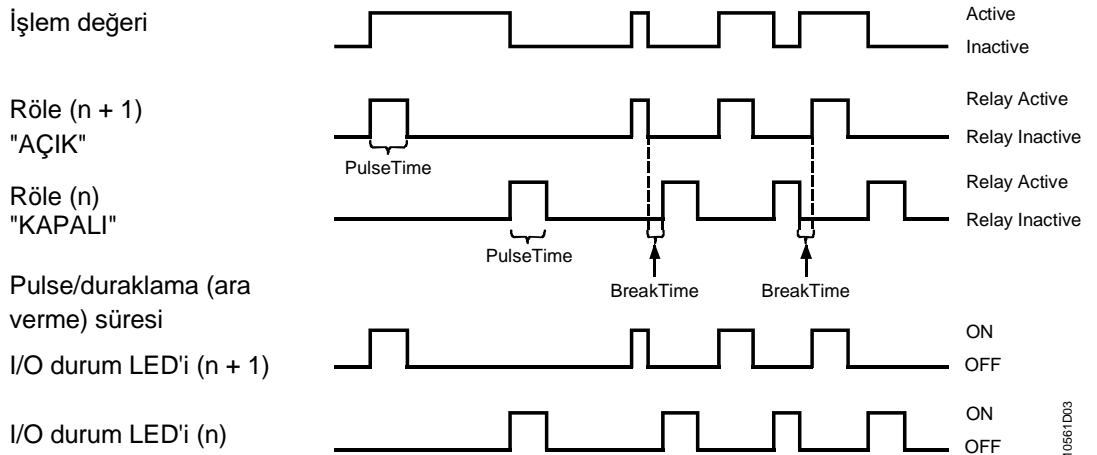 İşlem değeri
Active
Inactive
Röle (n + 1)
"AÇIK"
Relay Active
Relay Inactive
PulseTime
Röle (n)
"KAPALI"
Relay Active
Relay Inactive
PulseTime
Pulse/duraklama (ara
verme) süresi
BreakTime
BreakTime
I/O durum LED'i (n + 1)
ON
OFF
I/O durum LED'i (n)
ON
OFF
10561D03